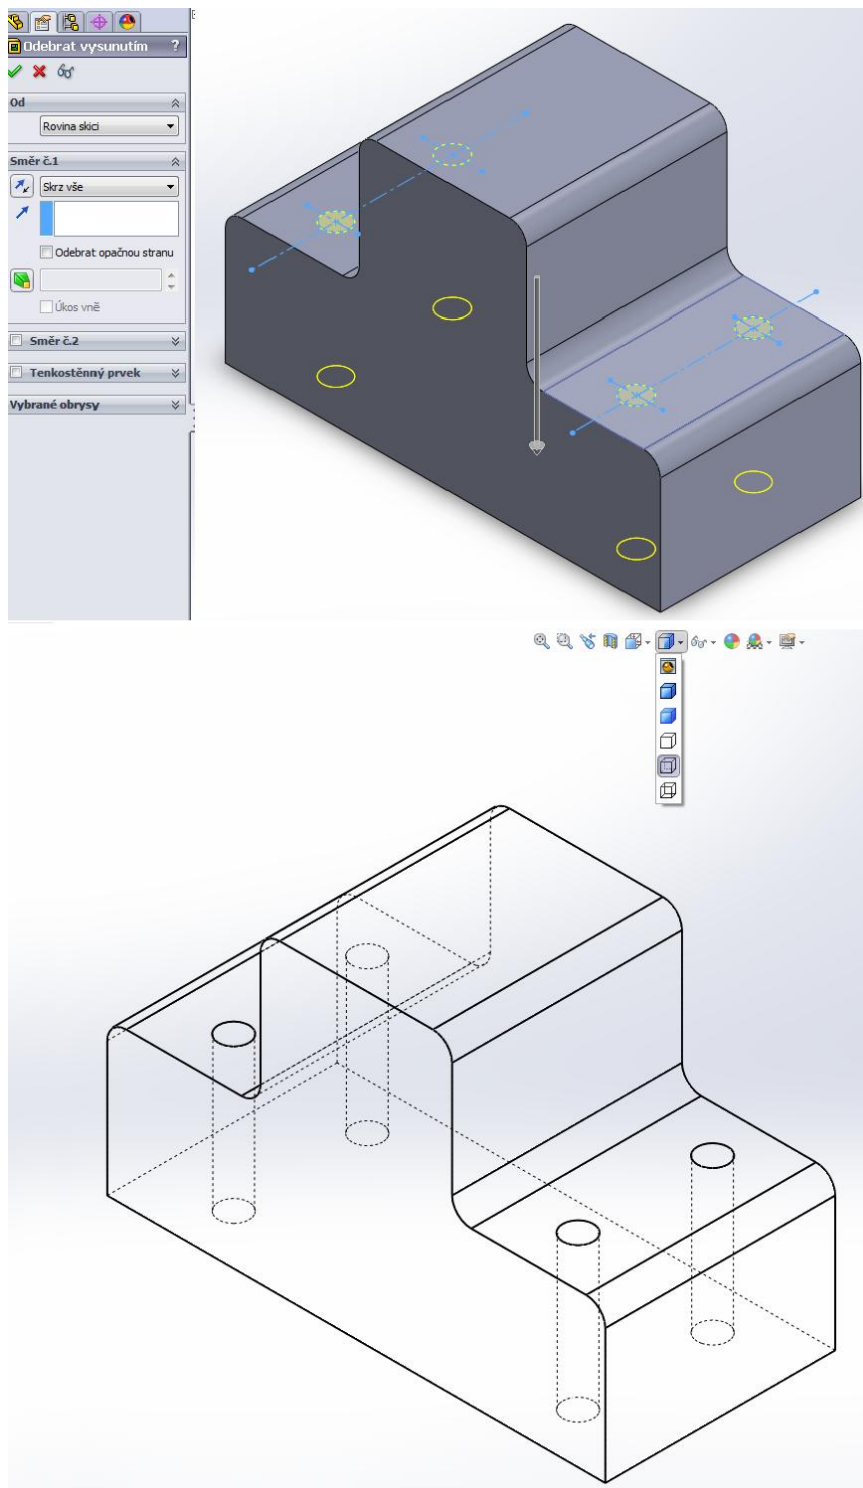 Odebrat vysunutím ?
Od
Rovina skici
Směr č.1
Skrz vše
Odebrat opačnou stranu
Úkos vně
Směr č.2
Tenkostěnný prvek
Vybrané obrysy